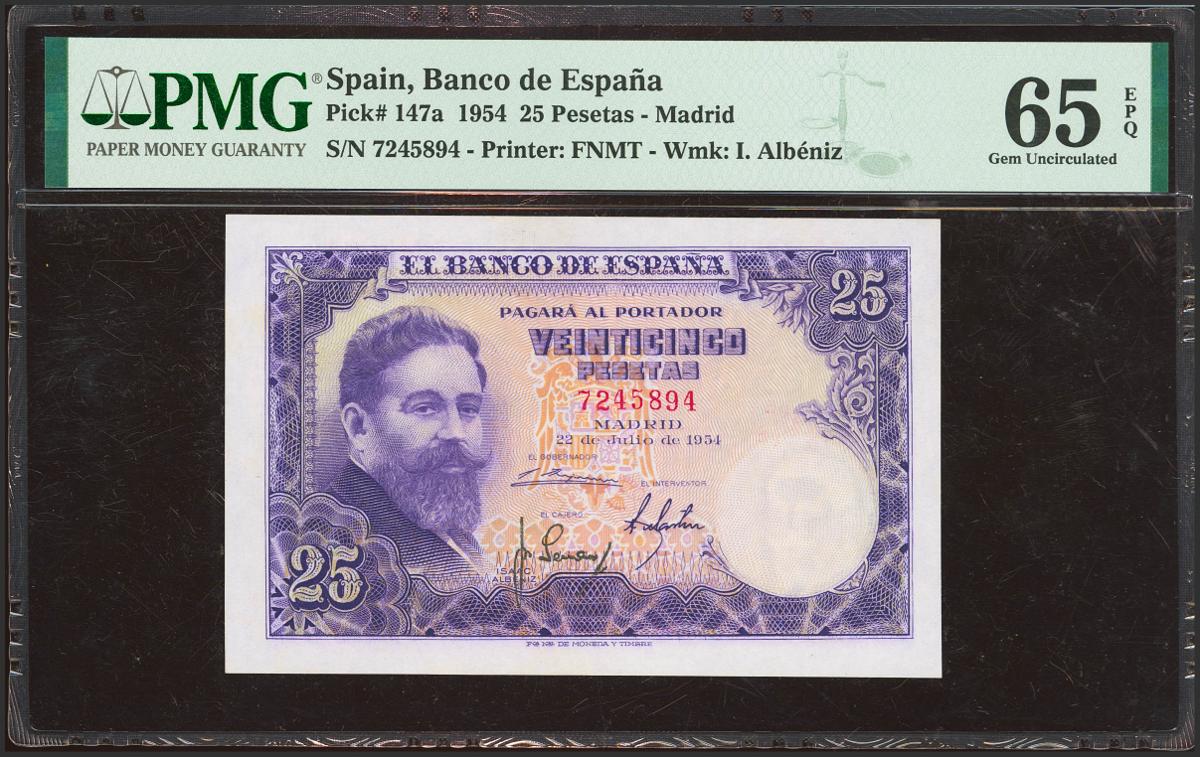 PMG®
PAPER MONEY GUARANTY
Spain, Banco de España
Pick# 147a 1954 25 Pesetas - Madrid
S/N 7245894 - Printer: FNMT - Wmk: I. Albéniz
65
EPQ
Gem Uncirculated
EL BANCO DE ESPAÑA
25
PAGARÁ AL PORTADOR
VEINTICINCO
PESETAS
7245894
MADRID
22 de Julio de 1954
EL GOBERNADOR
EL INTERVENTOR
EL CAJERO
ISAAC
ALBENIZ
25
Fca. Nal. DE MONEDA Y TIMBRE